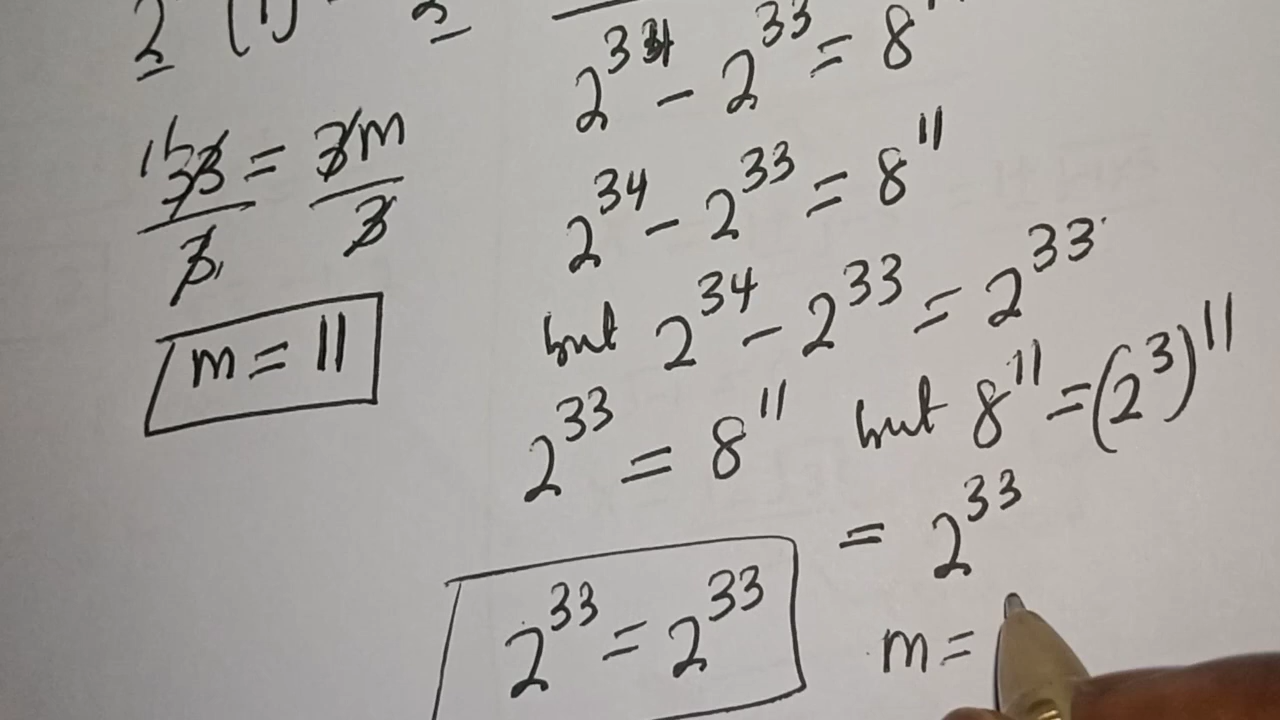 2 (1)
33 = 3m
3 3
m = 11
2^34 - 2^33 = 8
2^34 - 2^33 = 8^11
but 2^34 - 2^33 = 2^33
2^33 = 8^11 but 8^11 = (2^3)^11
= 2^33
2^33 = 2^33
m =